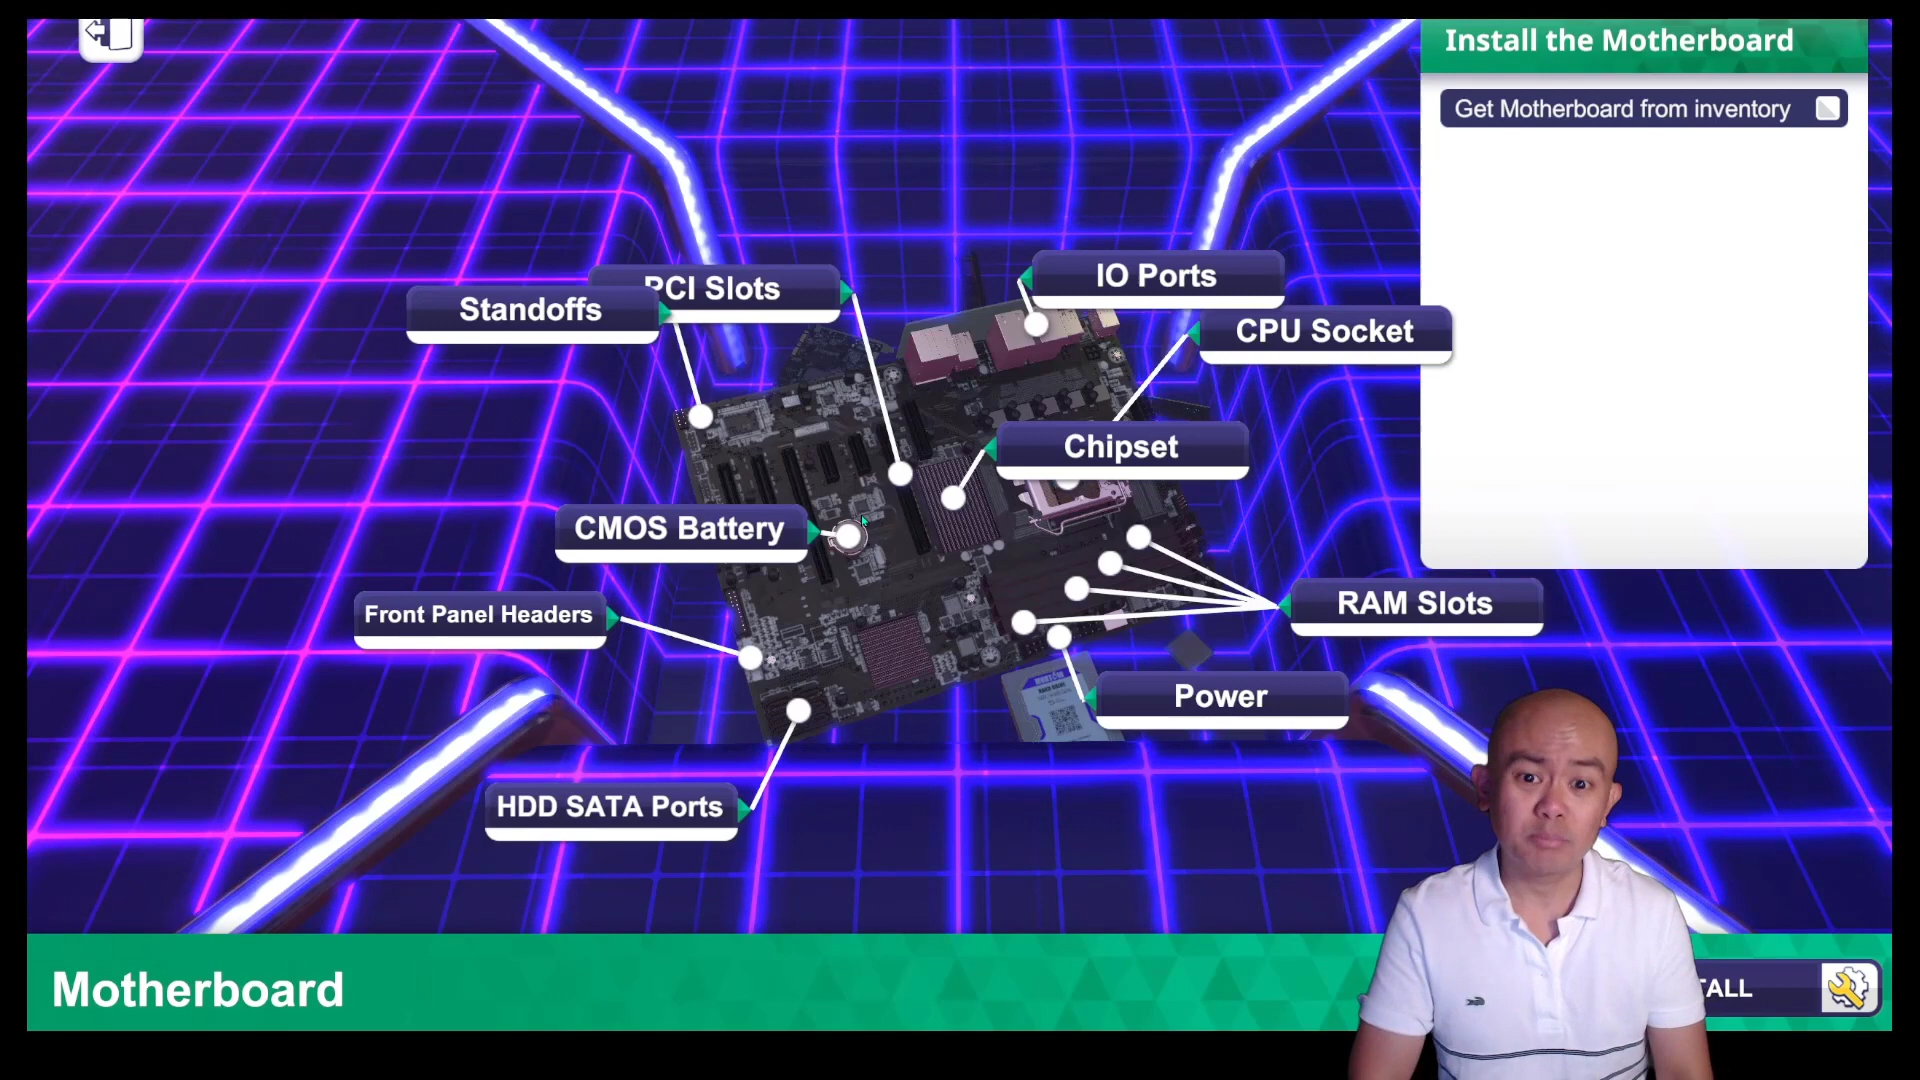 Install the Motherboard
Get Motherboard from inventory
PCI Slots
IO Ports
Standoffs
CPU Socket
Chipset
CMOS Battery
RAM Slots
Front Panel Headers
Power
HDD SATA Ports
Motherboard
TALL